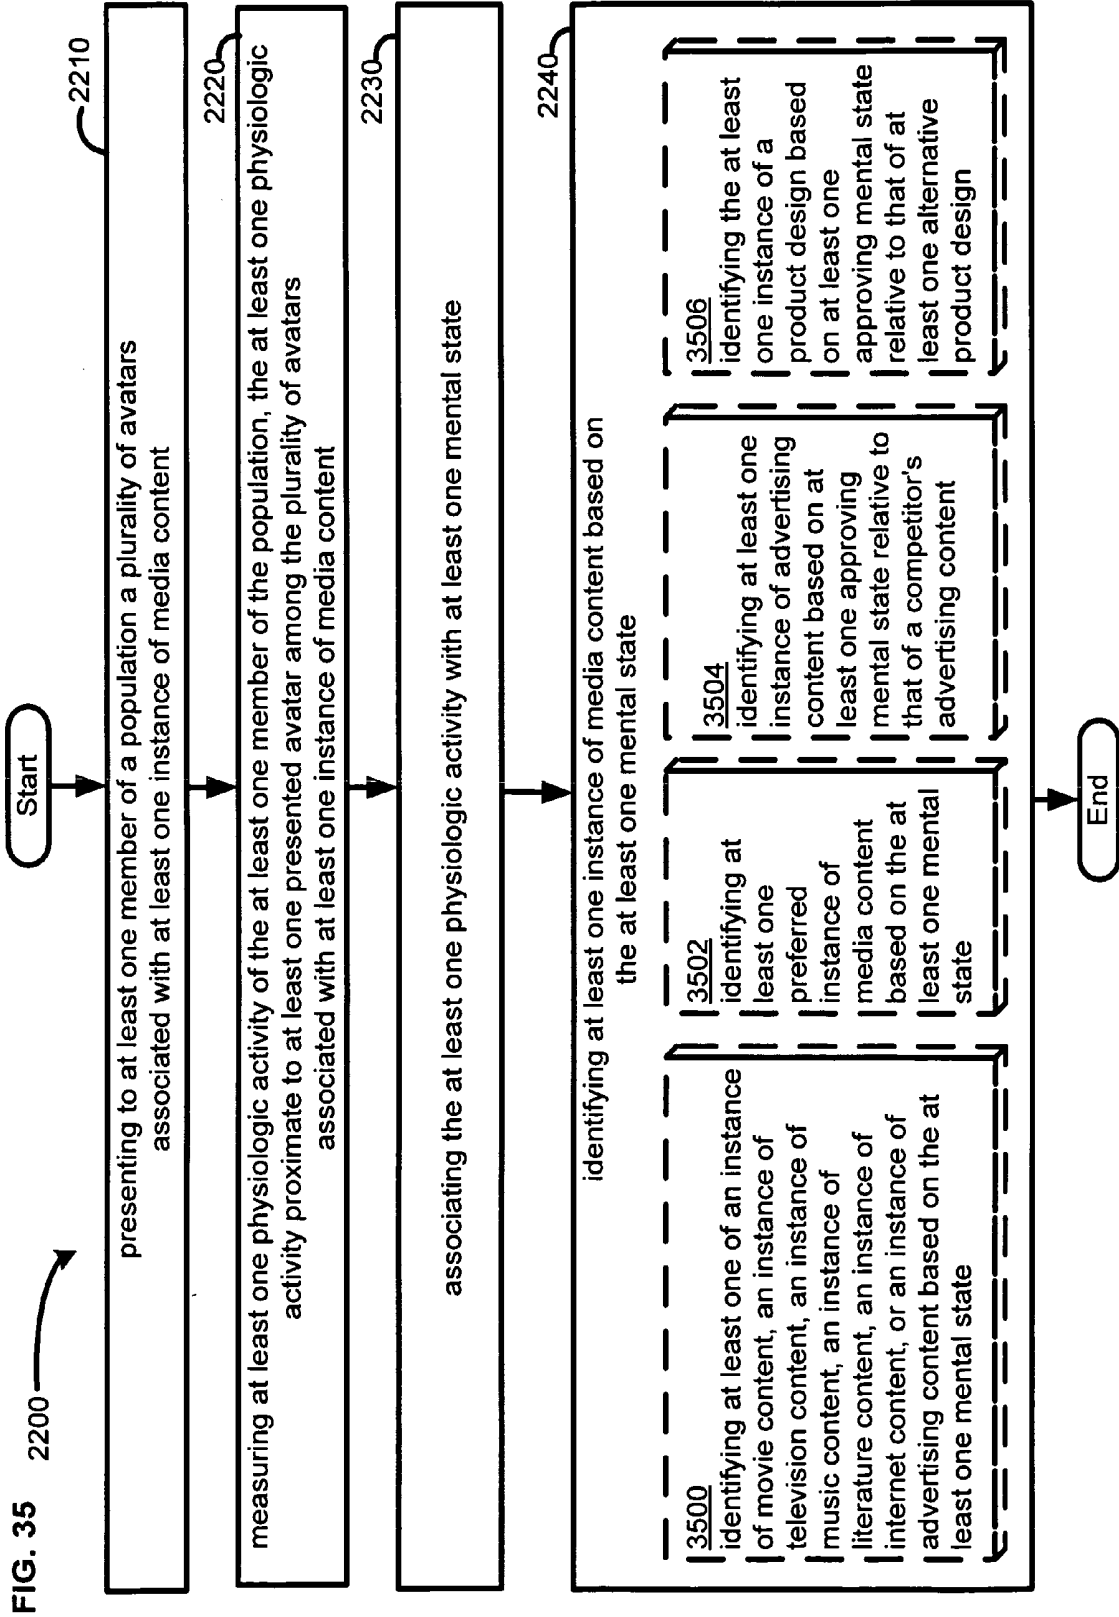 FIG. 35
2200
Start
2210
presenting to at least one member of a population a plurality of avatars
associated with at least one instance of media content
2220
measuring at least one physiologic activity of the at least one member of the population, the at least one physiologic
activity proximate to at least one presented avatar among the plurality of avatars
associated with at least one instance of media content
2230
associating the at least one physiologic activity with at least one mental state
2240
identifying at least one instance of media content based on
the at least one mental state
3500
identifying at least one of an instance
of movie content, an instance of
television content, an instance of
music content, an instance of
literature content, an instance of
internet content, or an instance of
advertising content based on the at
least one mental state
3502
identifying at
least one
preferred
instance of
media content
based on the at
least one mental
state
3504
identifying at least one
instance of advertising
content based on at
least one approving
mental state relative to
that of a competitor's
advertising content
3506
identifying the at least
one instance of a
product design based
on at least one
approving mental state
relative to that of at
least one alternative
product design
End